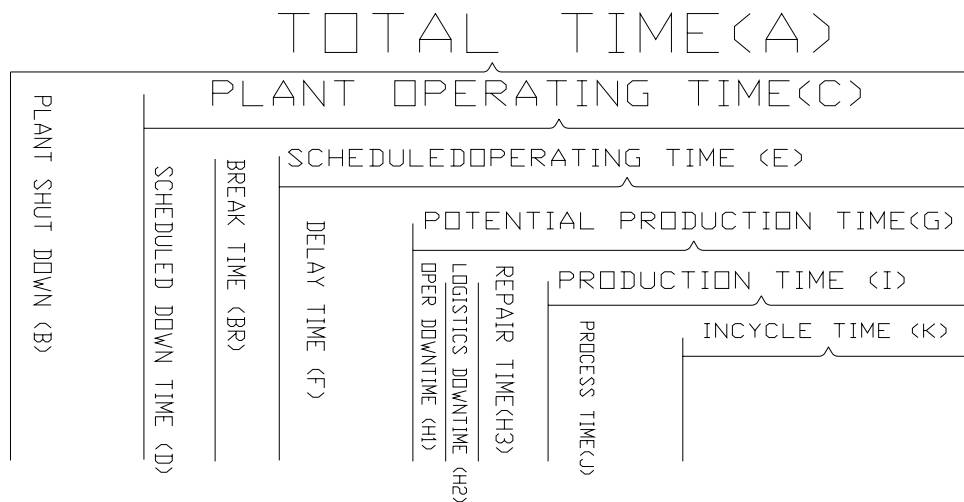 TOTAL TIME(A)
PLANT OPERATING TIME(C)
PLANT SHUT DOWN (B)
SCHEDULEDOPERATING TIME (E)
SCHEDULED DOWN TIME (D)
BREAK TIME (BR)
POTENTIAL PRODUCTION TIME(G)
DELAY TIME (F)
PRODUCTION TIME (I)
OPER DOWNTIME (H1)
LOGISTICS DOWNTIME (H2)
REPAIR TIME(H3)
INCYCLE TIME (K)
PROCESS TIME(J)